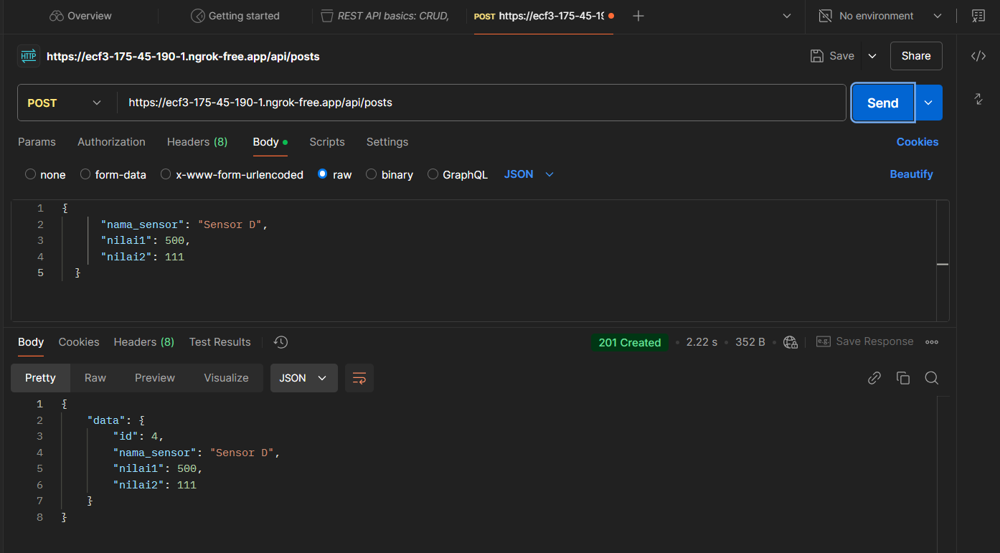 Overview Getting started REST API basics: CRUD, POST https://ecf3-175-45-19 No environment
HTTP https://ecf3-175-45-190-1.ngrok-free.app/api/posts Save Share
POST https://ecf3-175-45-190-1.ngrok-free.app/api/posts Send
Params Authorization Headers (8) Body Scripts Settings Cookies
none form-data x-www-form-urlencoded raw binary GraphQL JSON Beautify
1 {
2 "nama_sensor": "Sensor D",
3 "nilai1": 500,
4 "nilai2": 111
5 }
Body Cookies Headers (8) Test Results 201 Created 2.22 s 352 B e.g. Save Response
Pretty Raw Preview Visualize JSON
1 {
2 "data": {
3 "id": 4,
4 "nama_sensor": "Sensor D",
5 "nilai1": 500,
6 "nilai2": 111
7 }
8 }